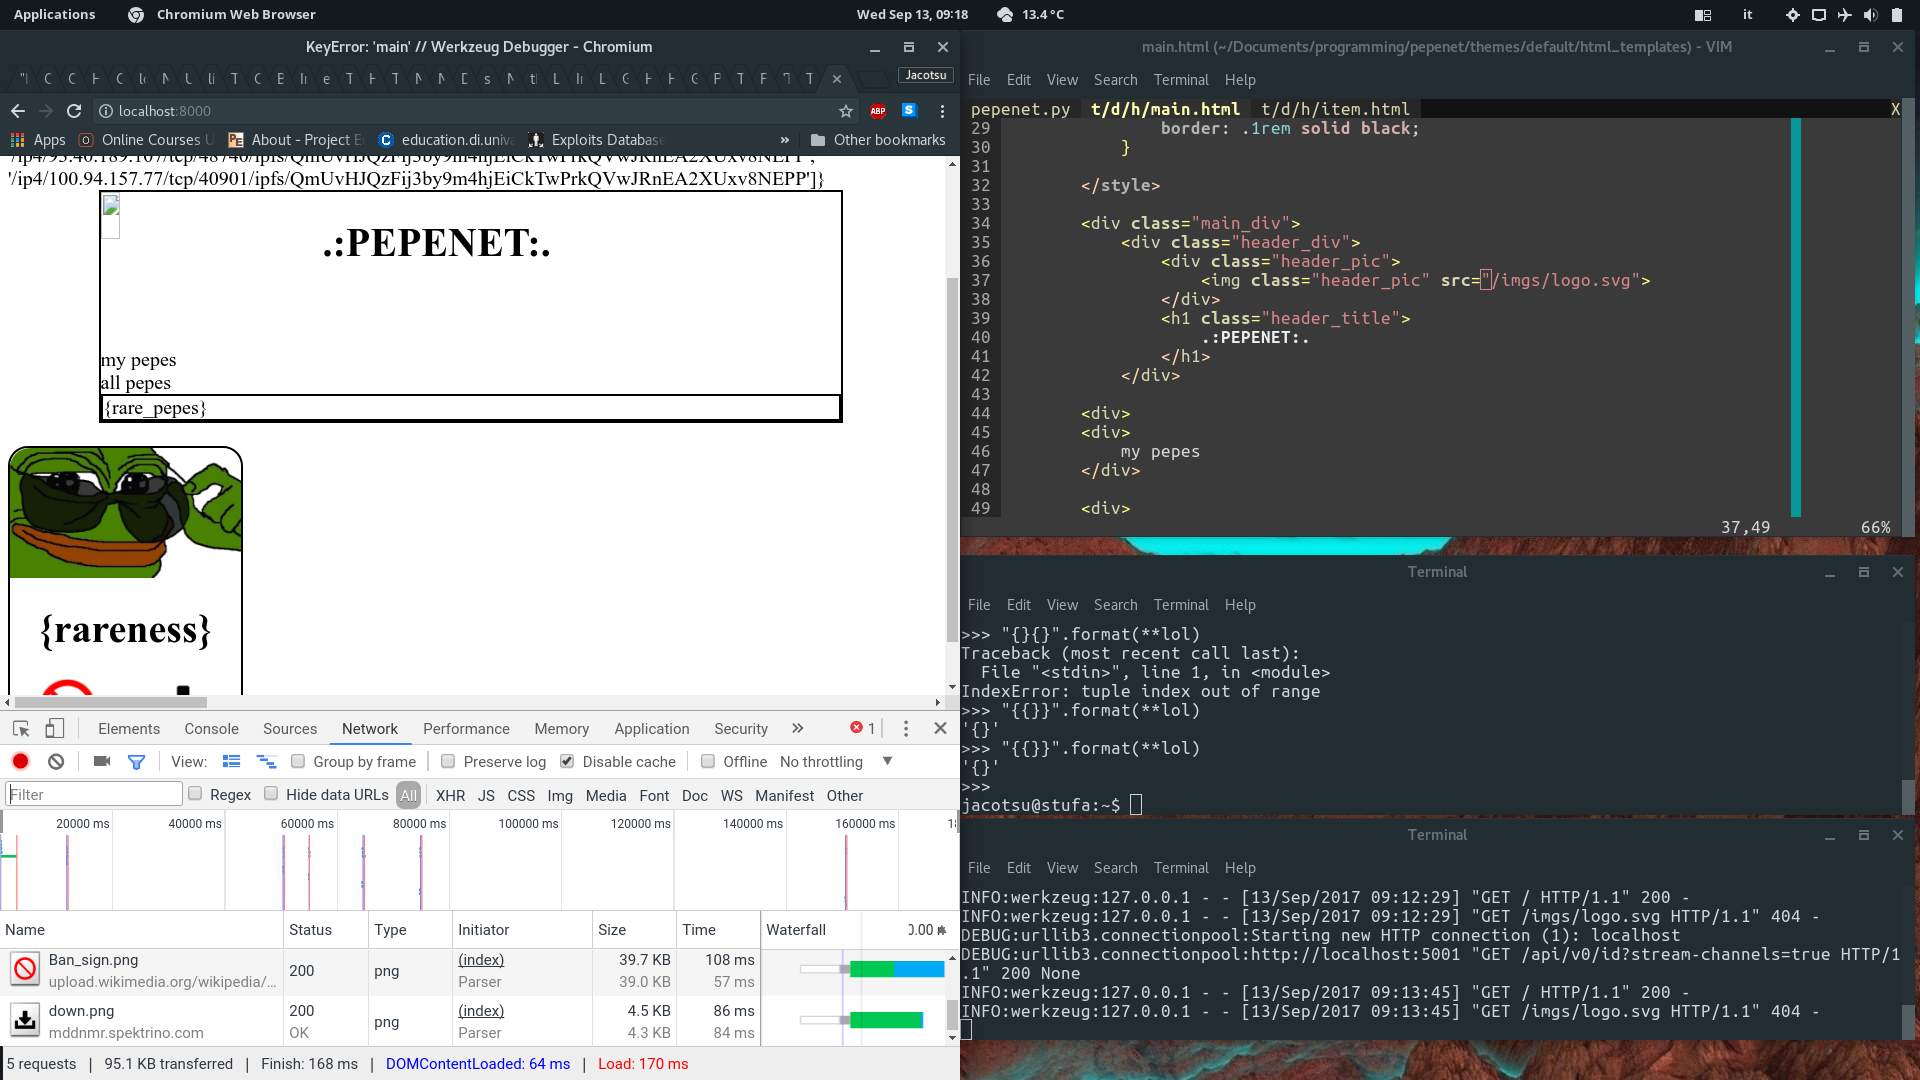 Applications
Chromium Web Browser
Wed Sep 13, 09:18
13.4 °C
it
KeyError: 'main' // Werkzeug Debugger - Chromium
Jacotsu
localhost:8000
ABP
S
Apps
Online Courses U
About - Project E
education.di.univa
Exploits Database
»
Other bookmarks
'/ip4/100.94.157.77/tcp/40901/ipfs/QmUvHJQzFij3by9m4hjEiCkTwPrkQVwJRnEA2XUxv8NEPP']}
.:PEPENET:.
my pepes
all pepes
{rare_pepes}
{rareness}
Elements Console Sources Network Performance Memory Application Security » 1
View: Group by frame Preserve log Disable cache Offline No throttling
Filter Regex Hide data URLs All XHR JS CSS Img Media Font Doc WS Manifest Other
20000 ms 40000 ms 60000 ms 80000 ms 100000 ms 120000 ms 140000 ms 160000 ms
Name Status Type Initiator Size Time Waterfall
Ban_sign.png 200 png (index) 39.7 KB 108 ms
upload.wikimedia.org/wikipedia/... Parser 39.0 KB 57 ms
down.png 200 png (index) 4.5 KB 86 ms
mddnmr.spektrino.com OK Parser 4.3 KB 84 ms
5 requests | 95.1 KB transferred | Finish: 168 ms | DOMContentLoaded: 64 ms | Load: 170 ms
main.html (~/Documents/programming/pepenet/themes/default/html_templates) - VIM
File Edit View Search Terminal Help
pepenet.py t/d/h/main.html t/d/h/item.html X
29 border: .1rem solid black;
30 }
31
32 </style>
33
34 <div class="main_div">
35 <div class="header_div">
36 <div class="header_pic">
37 <img class="header_pic" src="/imgs/logo.svg">
38 </div>
39 <h1 class="header_title">
40 .:PEPENET:.
41 </h1>
42 </div>
43
44 <div>
45 <div>
46 my pepes
47 </div>
48
49 <div>
37,49 66%
Terminal
File Edit View Search Terminal Help
>>> "{}{}".format(**lol)
Traceback (most recent call last):
File "<stdin>", line 1, in <module>
IndexError: tuple index out of range
>>> "{{}}".format(**lol)
'{}'
>>> "{{}}".format(**lol)
'{}'
>>>
jacotsu@stufa:~$
Terminal
File Edit View Search Terminal Help
INFO:werkzeug:127.0.0.1 - - [13/Sep/2017 09:12:29] "GET / HTTP/1.1" 200 -
INFO:werkzeug:127.0.0.1 - - [13/Sep/2017 09:12:29] "GET /imgs/logo.svg HTTP/1.1" 404 -
DEBUG:urllib3.connectionpool:Starting new HTTP connection (1): localhost
DEBUG:urllib3.connectionpool:http://localhost:5001 "GET /api/v0/id?stream-channels=true HTTP/1
.1" 200 None
INFO:werkzeug:127.0.0.1 - - [13/Sep/2017 09:13:45] "GET / HTTP/1.1" 200 -
INFO:werkzeug:127.0.0.1 - - [13/Sep/2017 09:13:45] "GET /imgs/logo.svg HTTP/1.1" 404 -